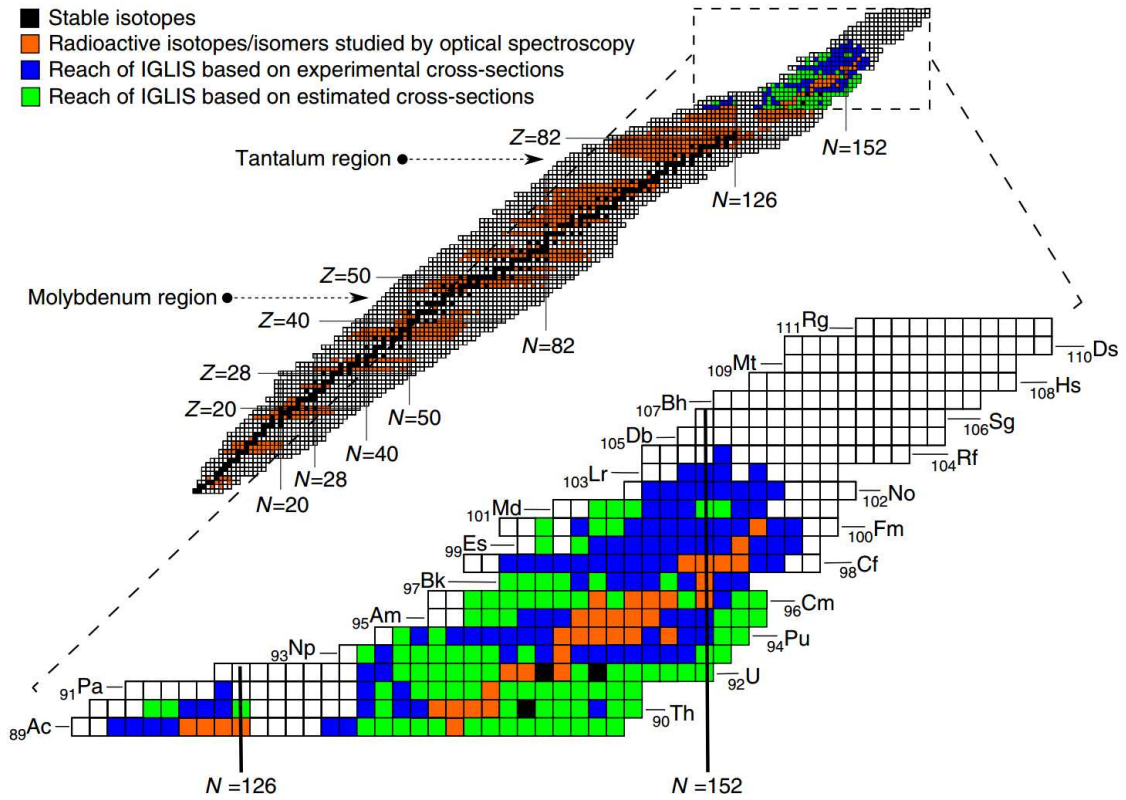 Stable isotopes
Radioactive isotopes/isomers studied by optical spectroscopy
Reach of IGLIS based on experimental cross-sections
Reach of IGLIS based on estimated cross-sections
Z=82
Tantalum region
N=152
N=126
Z=50
Molybdenum region
Z=40
N=82
Z=28
Z=20
N=50
N=40
N=28
N=20
111Rg
110Ds
109Mt
108Hs
107Bh
106Sg
105Db
104Rf
103Lr
102No
101Md
100Fm
99Es
98Cf
97Bk
96Cm
95Am
94Pu
93Np
92U
91Pa
90Th
89Ac
N =126
N =152